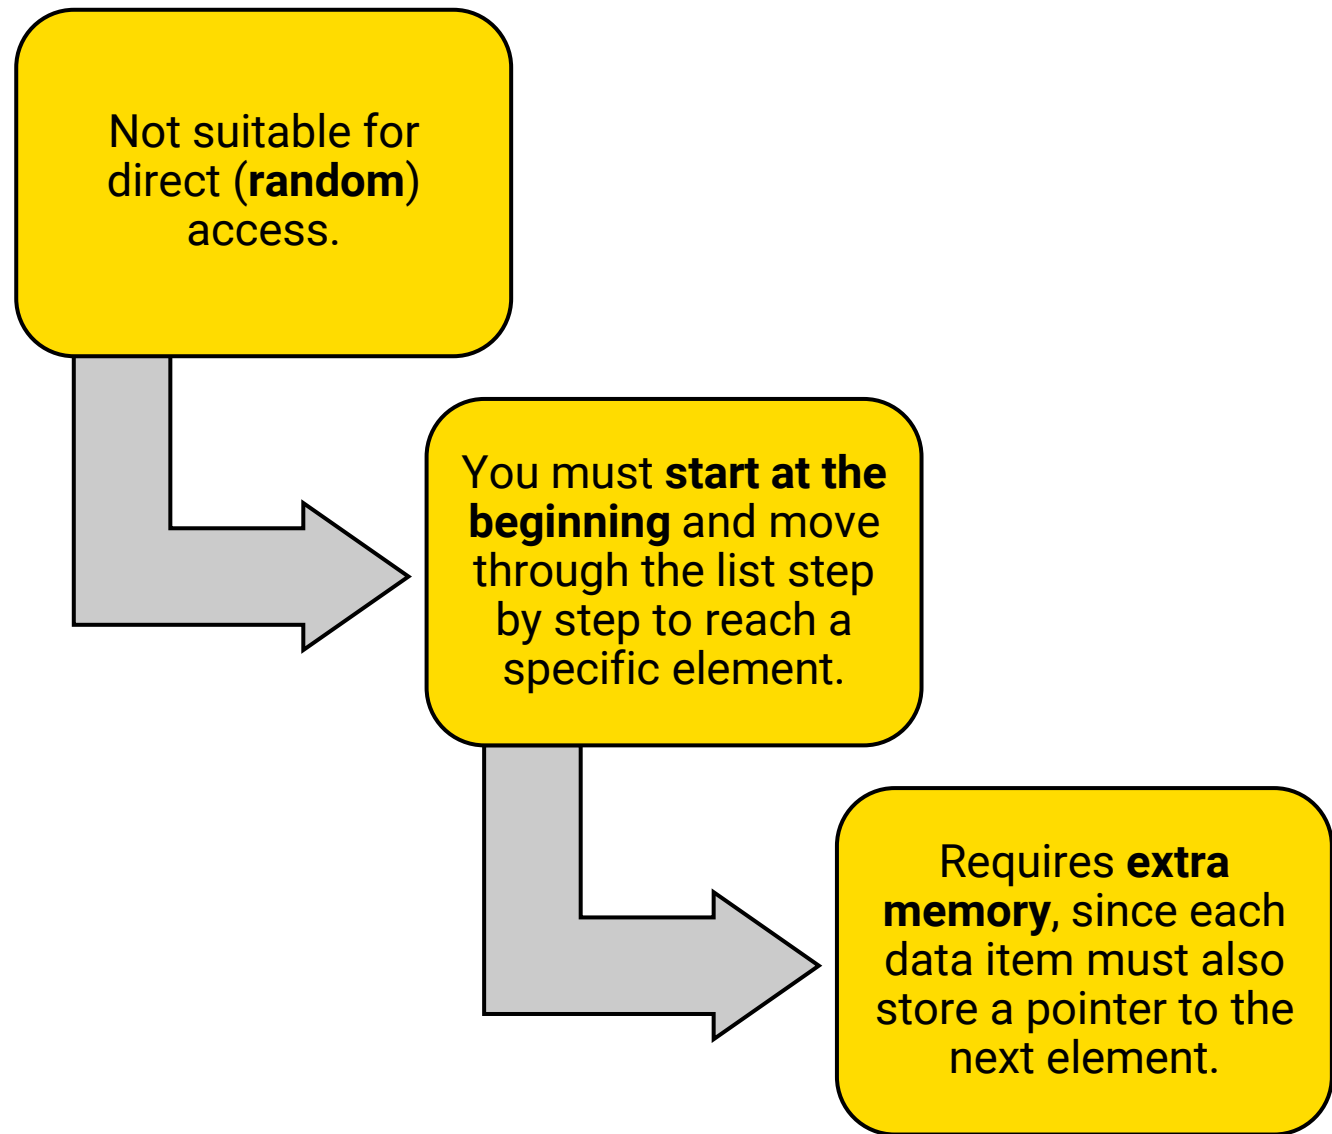 Not suitable for
direct (random)
access.
You must start at the
beginning and move
through the list step
by step to reach a
specific element.
Requires extra
memory, since each
data item must also
store a pointer to the
next element.